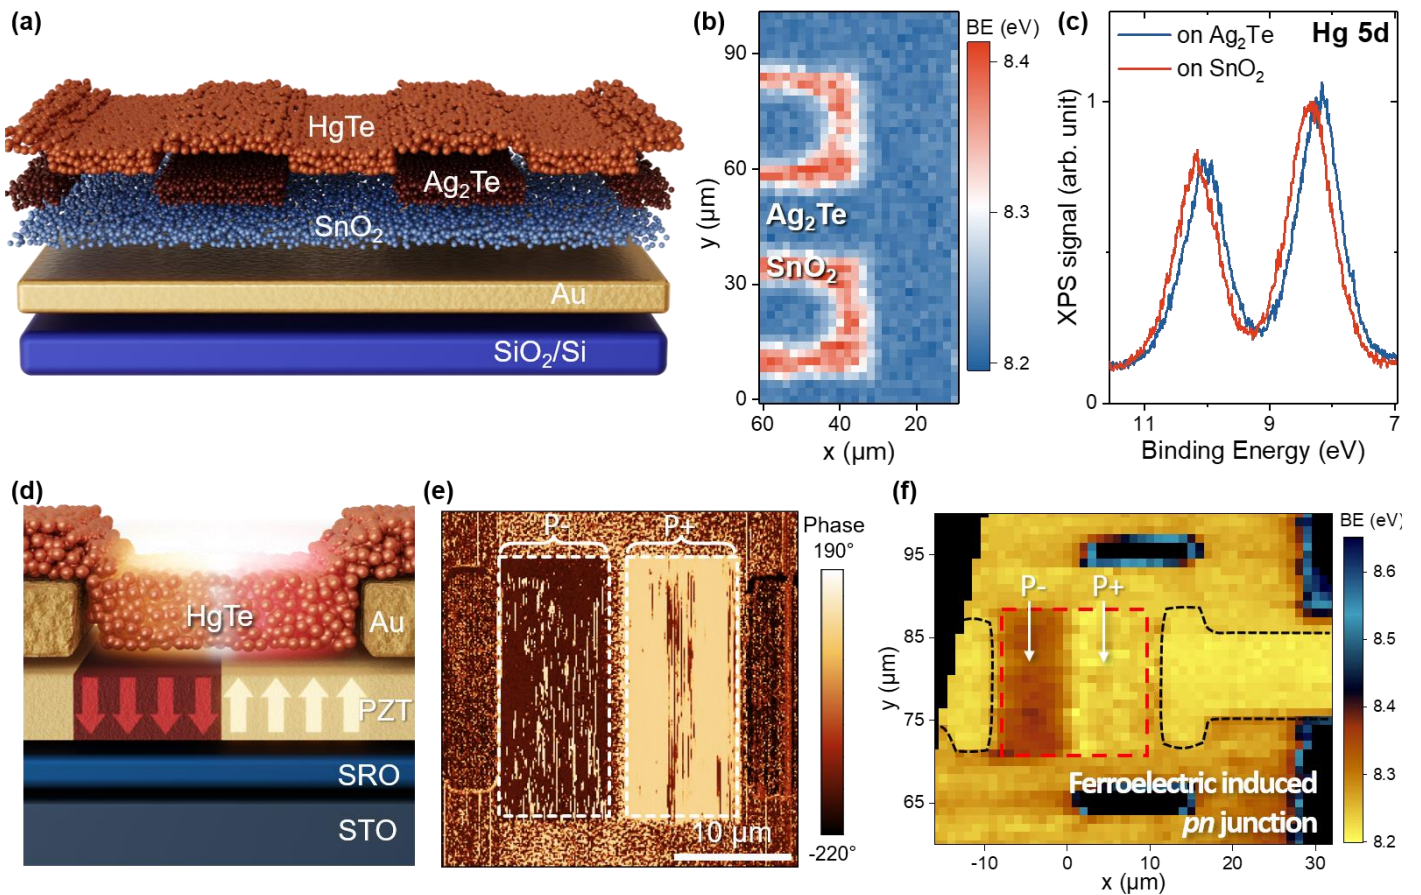 (a)
HgTe
Ag₂Te
SnO₂
Au
SiO₂/Si
(b)
BE (eV)
90
60
30
0
y (µm)
60
40
20
x (µm)
Ag₂Te
SnO₂
8.4
8.3
8.2
(c)
on Ag₂Te
on SnO₂
Hg 5d
1
0
XPS signal (arb. unit)
11
9
7
Binding Energy (eV)
(d)
HgTe
Au
PZT
SRO
STO
(e)
P-
P+
10 µm
Phase
190°
-220°
(f)
BE (eV)
95
85
75
65
y (µm)
P-
P+
Ferroelectric induced
pn junction
-10
0
10
20
30
x (µm)
8.6
8.5
8.4
8.3
8.2